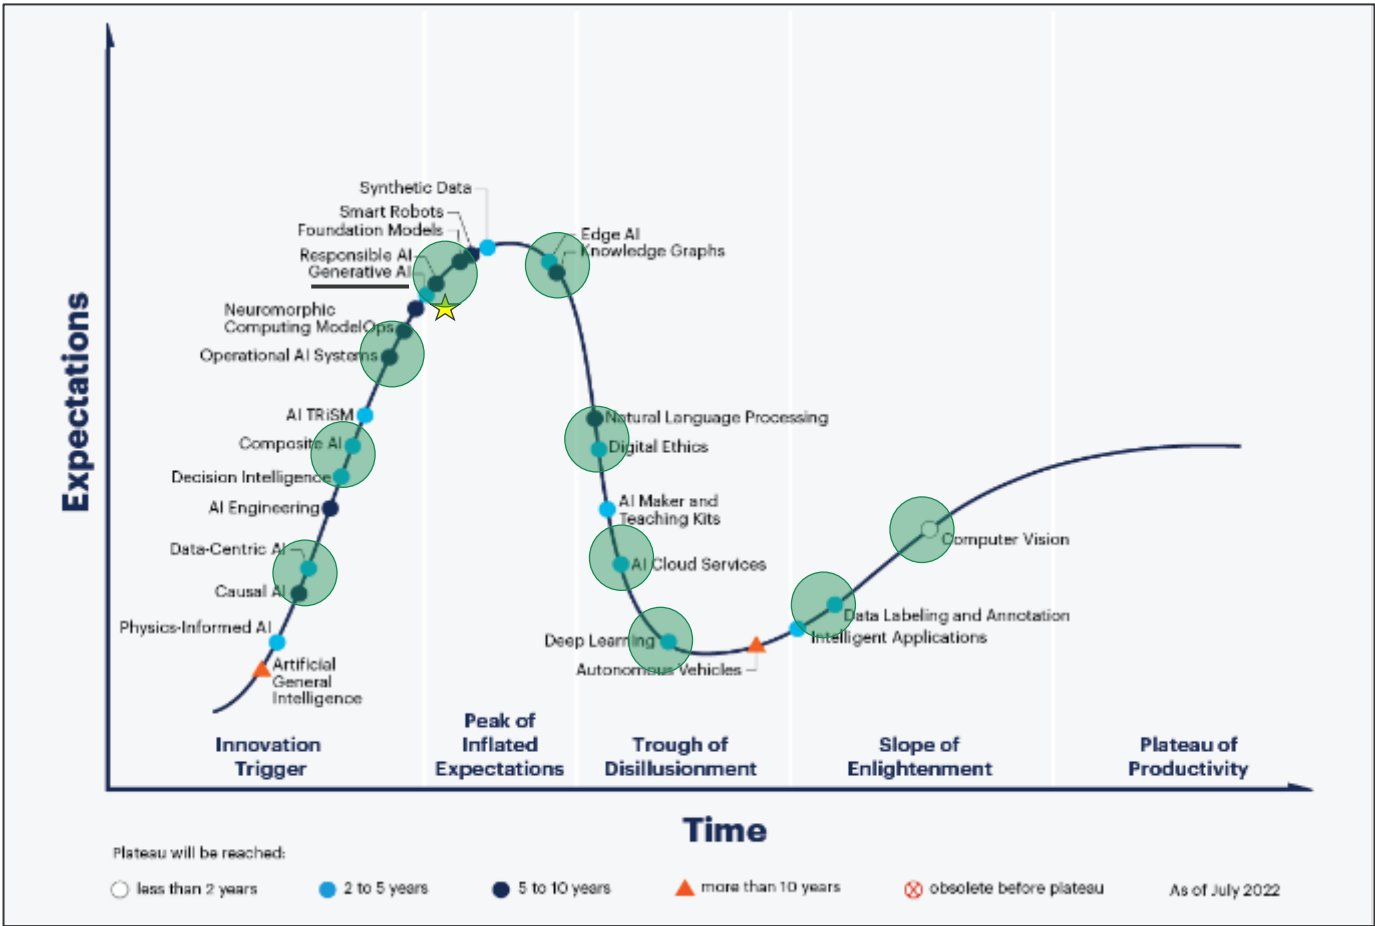 Synthetic Data
Smart Robots
Foundation Models
Responsible AI
Generative AI
Neuromorphic
Computing ModelOps
Operational AI Systems
AI TRiSM
Composite AI
Decision Intelligence
AI Engineering
Data-Centric AI
Causal AI
Physics-Informed AI
Artificial
General
Intelligence
Edge AI
Knowledge Graphs
Natural Language Processing
Digital Ethics
AI Maker and
Teaching Kits
AI Cloud Services
Deep Learning
Autonomous Vehicles
Computer Vision
Data Labeling and Annotation
Intelligent Applications
Expectations
Innovation
Trigger
Peak of
Inflated
Expectations
Trough of
Disillusionment
Slope of
Enlightenment
Plateau of
Productivity
Time
Plateau will be reached:
less than 2 years
2 to 5 years
5 to 10 years
more than 10 years
obsolete before plateau
As of July 2022